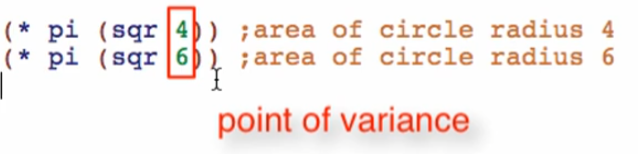 (* pi (sqr 4)) ;area of circle radius 4
(* pi (sqr 6)) ;area of circle radius 6
point of variance